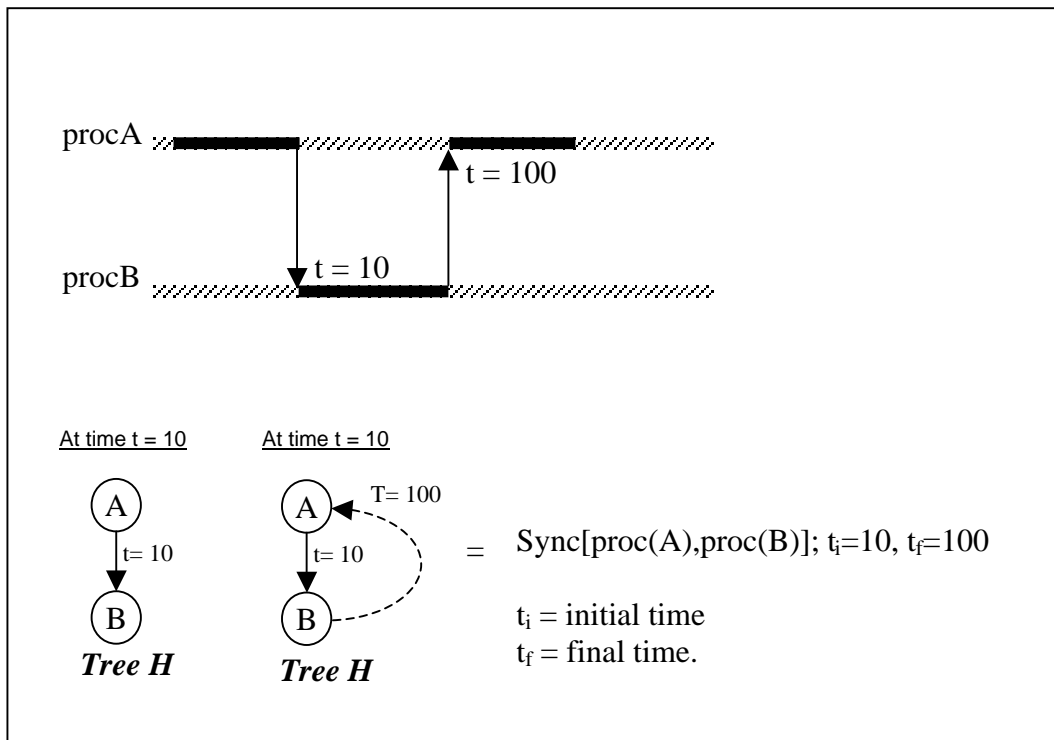 procA
t = 100
t = 10
procB
At time t = 10
At time t = 10
A
t= 10
B
Tree H
A
T= 100
t= 10
B
Tree H
= Sync[proc(A),proc(B)]; ti=10, tf=100
ti = initial time
tf = final time.